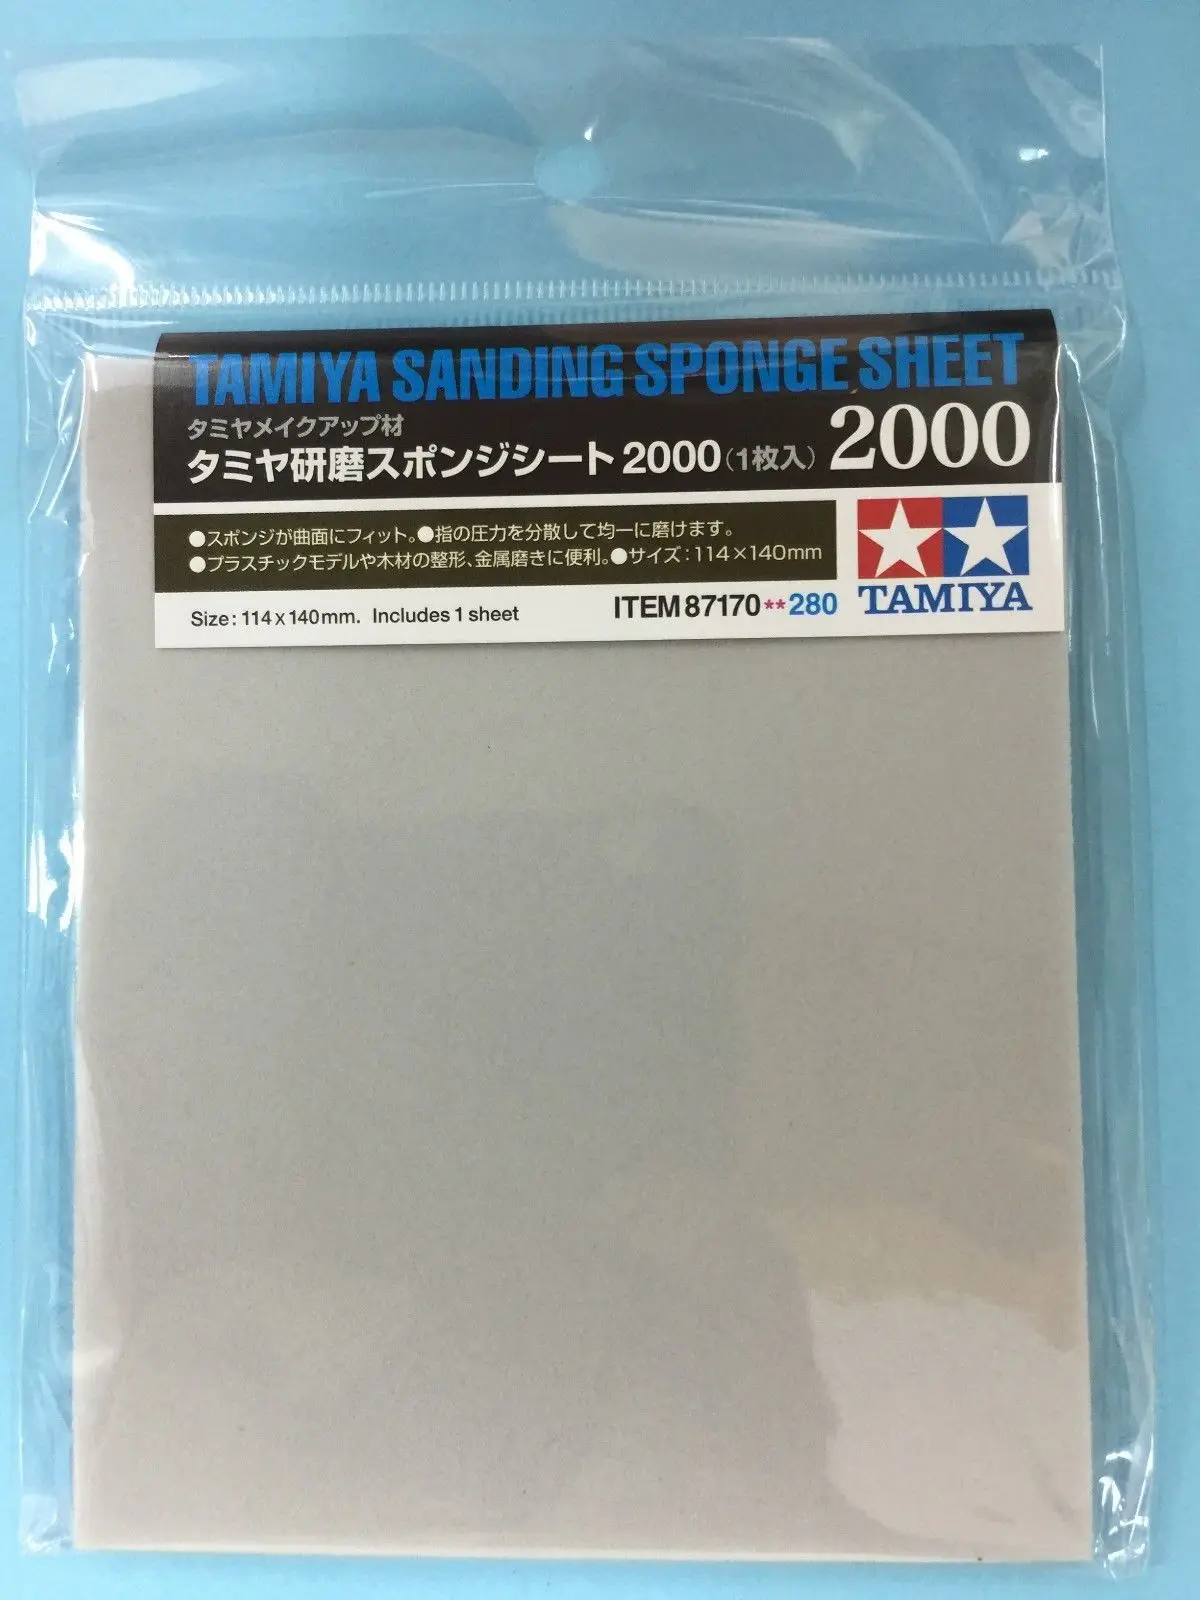 TAMIYA SANDING SPONGE SHEET
タミヤメイクアップ材
タミヤ研磨スポンジシート 2000 (1枚入) 2000
●スポンジが曲面にフィット。●指の圧力を分散して均一に磨けます。
●プラスチックモデルや木材の整形、金属磨きに便利。●サイズ：114×140mm
Size: 114 x 140mm. Includes 1 sheet
ITEM 87170**280
TAMIYA